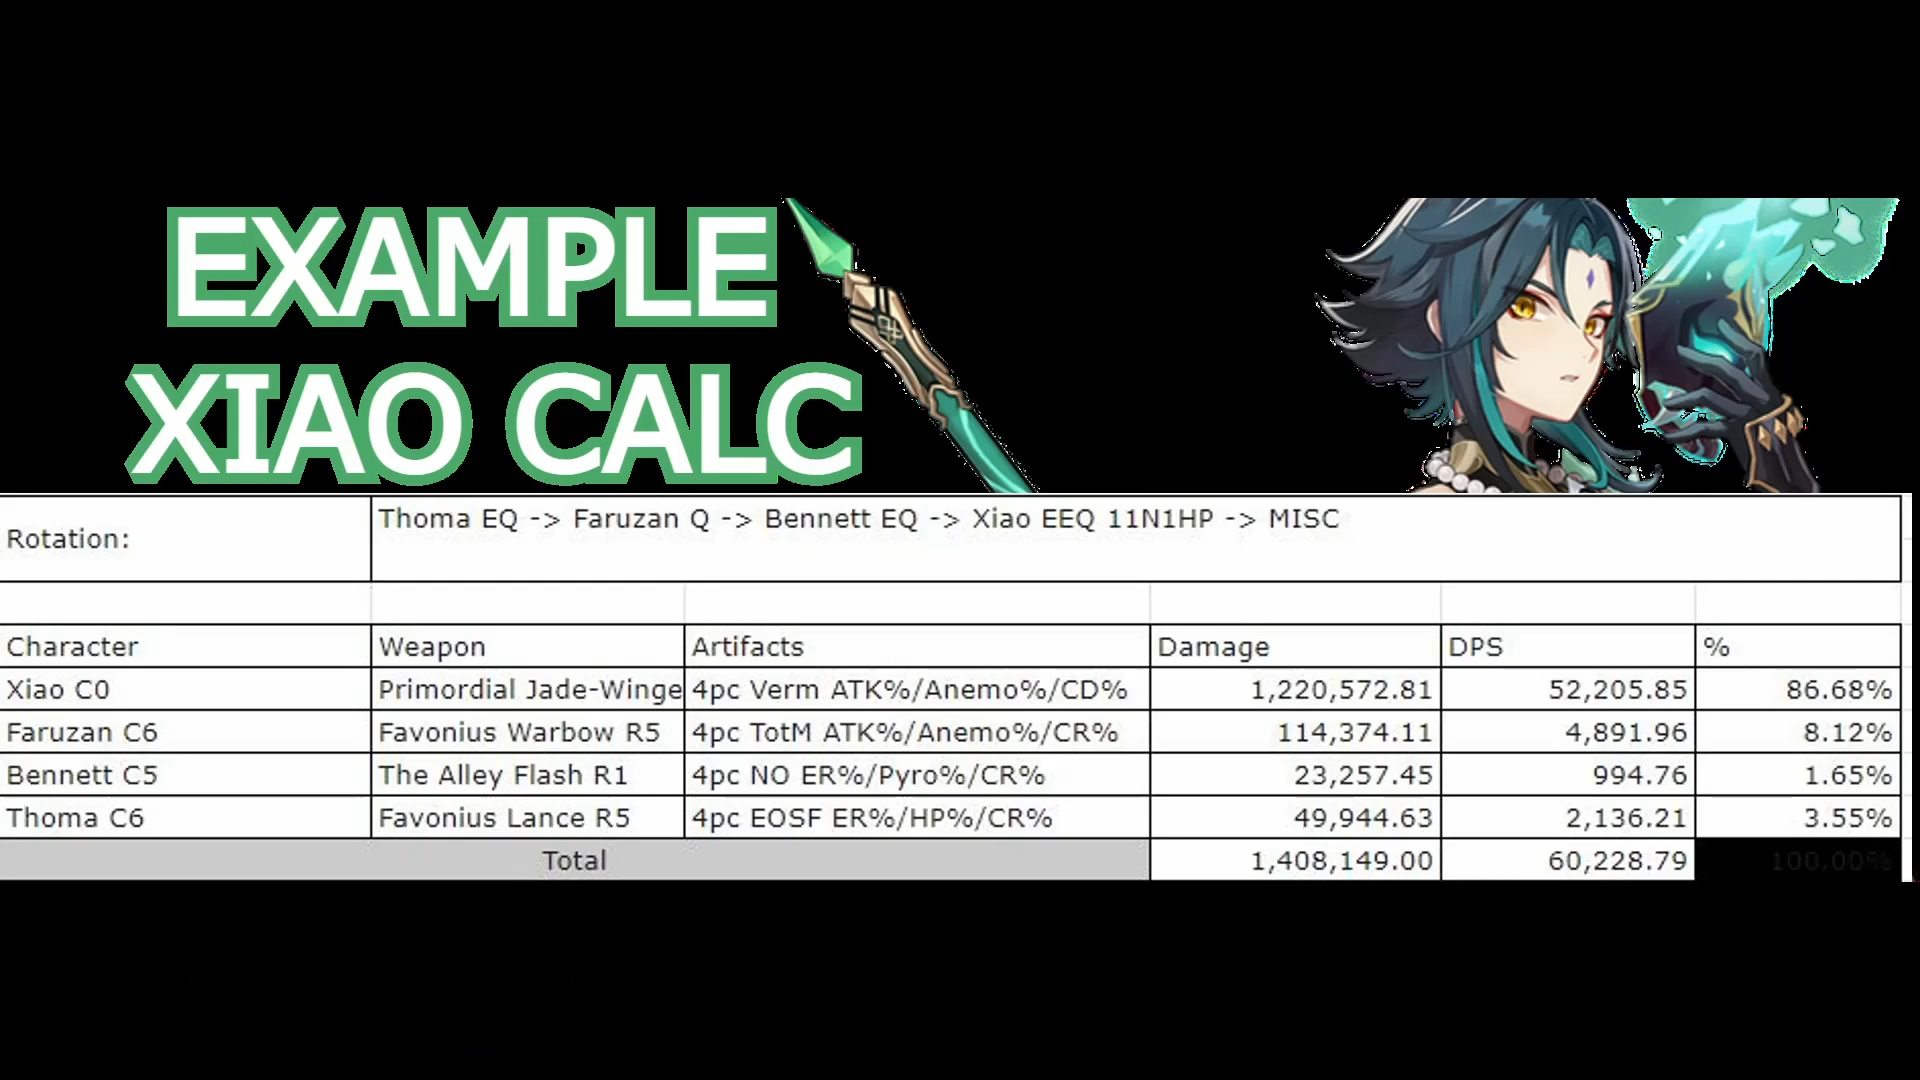 EXAMPLE
XIAO CALC
Rotation: Thoma EQ -> Faruzan Q -> Bennett EQ -> Xiao EEQ 11N1HP -> MISC
Character Weapon Artifacts Damage DPS %
Xiao C0 Primordial Jade-Winge 4pc Verm ATK%/Anemo%/CD% 1,220,572.81 52,205.85 86.68%
Faruzan C6 Favonius Warbow R5 4pc TotM ATK%/Anemo%/CR% 114,374.11 4,891.96 8.12%
Bennett C5 The Alley Flash R1 4pc NO ER%/Pyro%/CR% 23,257.45 994.76 1.65%
Thoma C6 Favonius Lance R5 4pc EOSF ER%/HP%/CR% 49,944.63 2,136.21 3.55%
Total 1,408,149.00 60,228.79 100.00%